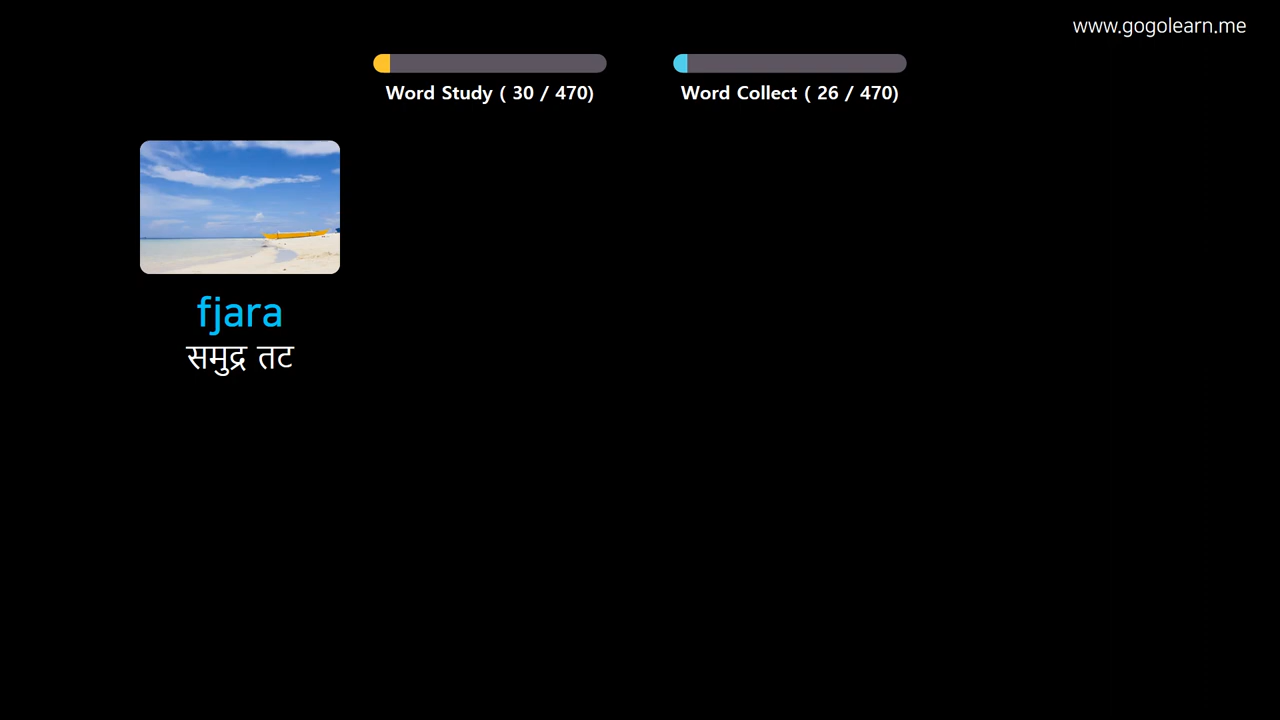 www.gogolearn.me
Word Study ( 30 / 470)
Word Collect ( 26 / 470)
fjara
समुद्र तट